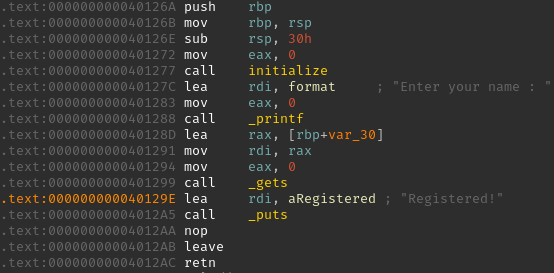 .text:000000000040126A push    rbp
.text:000000000040126B mov     rbp, rsp
.text:000000000040126E sub     rsp, 30h
.text:0000000000401272 mov     eax, 0
.text:0000000000401277 call    initialize
.text:000000000040127C lea     rdi, format     ; "Enter your name : "
.text:0000000000401283 mov     eax, 0
.text:0000000000401288 call    _printf
.text:000000000040128D lea     rax, [rbp+var_30]
.text:0000000000401291 mov     rdi, rax
.text:0000000000401294 mov     eax, 0
.text:0000000000401299 call    _gets
.text:000000000040129E lea     rdi, aRegistered ; "Registered!"
.text:00000000004012A5 call    _puts
.text:00000000004012AA nop
.text:00000000004012AB leave
.text:00000000004012AC retn